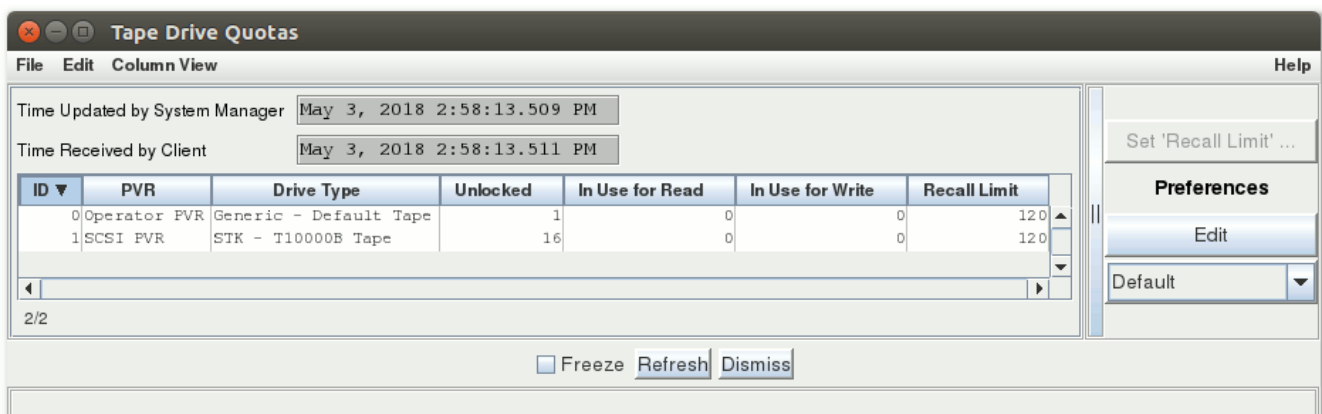 Tape Drive Quotas
File Edit Column View Help
Time Updated by System Manager May 3, 2018 2:58:13.509 PM
Time Received by Client May 3, 2018 2:58:13.511 PM
ID PVR Drive Type Unlocked In Use for Read In Use for Write Recall Limit
0 Operator PVR Generic - Default Tape 1 0 0 120
1 SCSI PVR STK - T10000B Tape 16 0 0 120
2/2
Set 'Recall Limit' ...
Preferences
Edit
Default
Freeze Refresh Dismiss